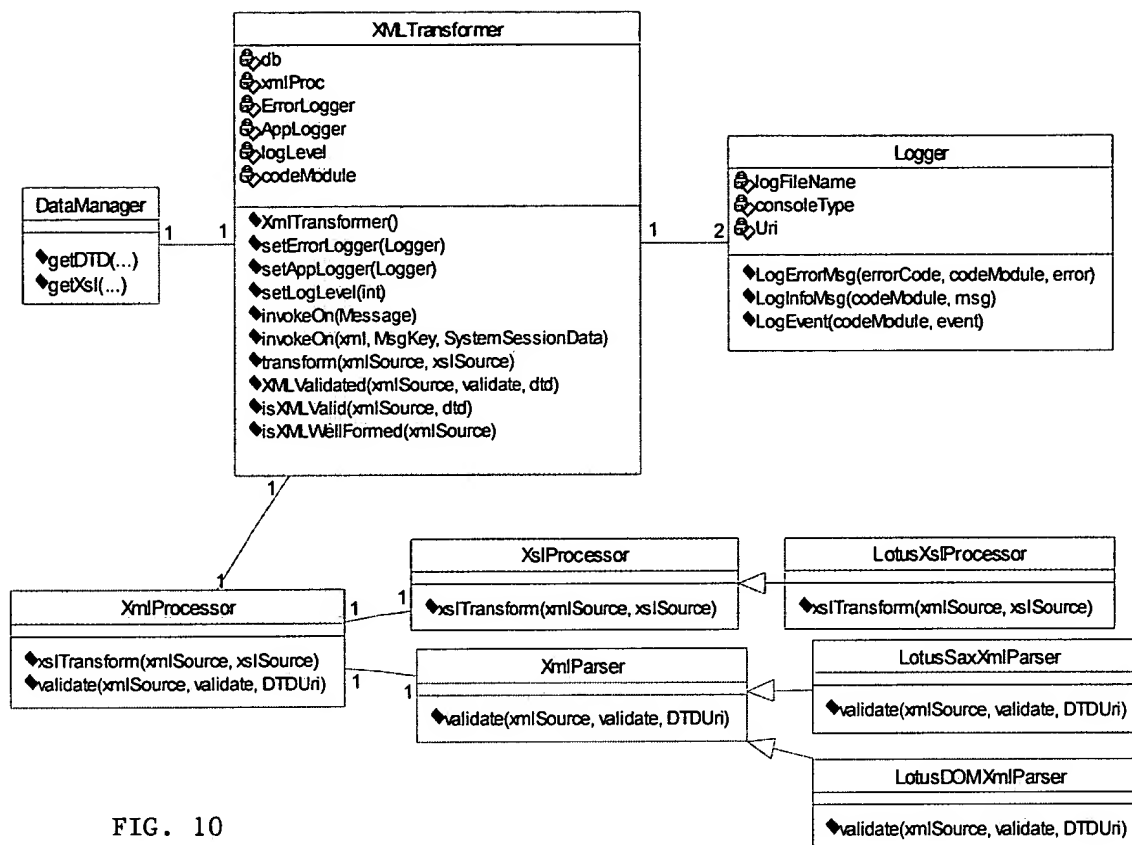 XMLTransformer
db
xmlProc
ErrorLogger
AppLogger
logLevel
codeModule
XmlTransformer()
setErrorLogger(Logger)
setAppLogger(Logger)
setLogLevel(int)
invokeOn(Message)
invokeOn(xml, MsgKey, SystemSessionData)
transform(xmlSource, xslSource)
XMLValidated(xmlSource, validate, dtd)
isXMLValid(xmlSource, dtd)
isXMLWellFormed(xmlSource)
DataManager
getDTD(...)
getXsl(...)
1
1
1
2
Logger
logFileName
consoleType
Uri
LogErrorMsg(errorCode, codeModule, error)
LogInfoMsg(codeModule, msg)
LogEvent(codeModule, event)
1
1
XmlProcessor
xslTransform(xmlSource, xslSource)
validate(xmlSource, validate, DTDUri)
1
1
1
1
XslProcessor
xslTransform(xmlSource, xslSource)
LotusXslProcessor
xslTransform(xmlSource, xslSource)
XmlParser
validate(xmlSource, validate, DTDUri)
LotusSaxXmlParser
validate(xmlSource, validate, DTDUri)
LotusDOMXmlParser
validate(xmlSource, validate, DTDUri)
FIG. 10